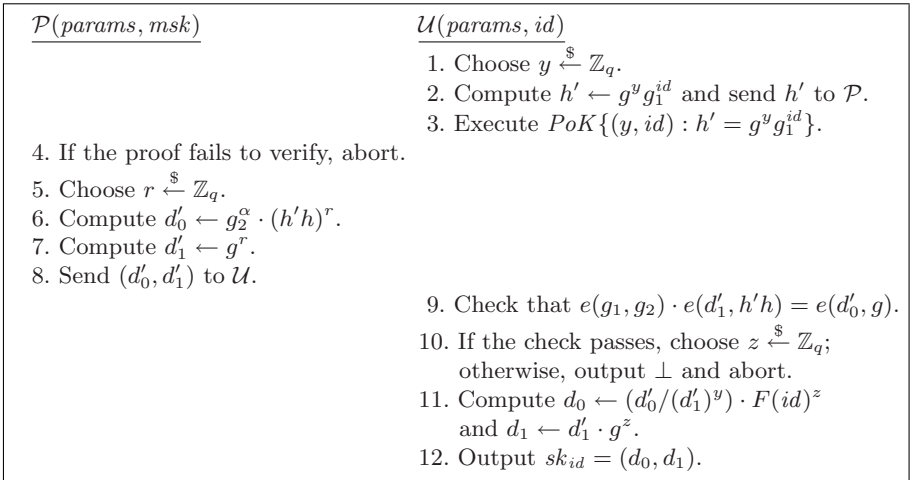 𝒫(params, msk)
𝒰(params, id)
1. Choose y ←$ ℤ_q.
2. Compute h′ ← g^y g_1^{id} and send h′ to 𝒫.
3. Execute PoK{(y, id) : h′ = g^y g_1^{id}}.
4. If the proof fails to verify, abort.
5. Choose r ←$ ℤ_q.
6. Compute d′_0 ← g_2^α · (h′h)^r.
7. Compute d′_1 ← g^r.
8. Send (d′_0, d′_1) to 𝒰.
9. Check that e(g_1, g_2) · e(d′_1, h′h) = e(d′_0, g).
10. If the check passes, choose z ←$ ℤ_q;
otherwise, output ⊥ and abort.
11. Compute d_0 ← (d′_0/(d′_1)^y) · F(id)^z
and d_1 ← d′_1 · g^z.
12. Output sk_{id} = (d_0, d_1).